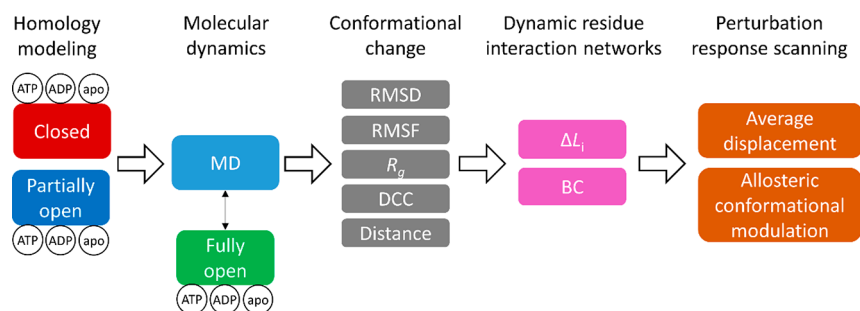 Homology
modeling
ATP ADP apo
Closed
Partially
open
ATP ADP apo
Molecular
dynamics
MD
Fully
open
ATP ADP apo
Conformational
change
RMSD
RMSF
Rg
DCC
Distance
Dynamic residue
interaction networks
ΔLi
BC
Perturbation
response scanning
Average
displacement
Allosteric
conformational
modulation